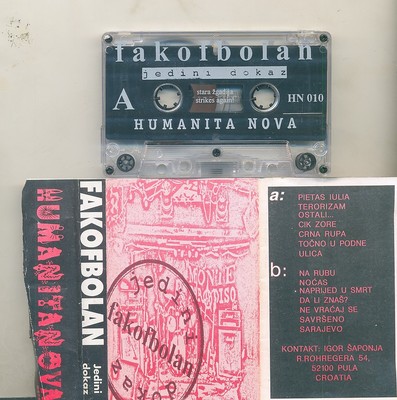 fakofbolan
jedini dokaz
A
stara žgadija
strikes again!
HN 010
HUMANITA NOVA
HUMANITA NOVA
FAKOFBOLAN
Jedini
dokaz
jedini
fakofbolan
dokaz
a:
PIETAS IULIA
TERORIZAM
OSTALI...
CIK ZORE
CRNA RUPA
TOČNO U PODNE
ULICA
b:
NA RUBU
NOĆAS
NAPRIJED U SMRT
DA LI ZNAŠ?
NE VRAĆAJ SE
SAVRŠENO
SARAJEVO
KONTAKT: IGOR ŠAPONJA
R.ROHREGERA 54,
52100 PULA
CROATIA